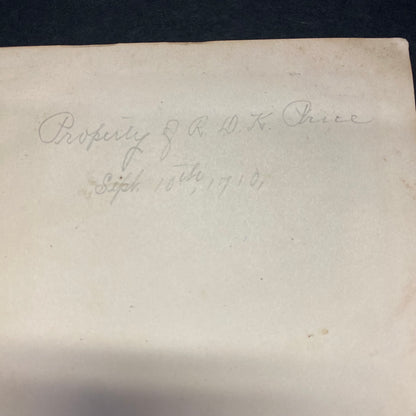 Property of R. D. K. Price
Sept. 10th, 1910,